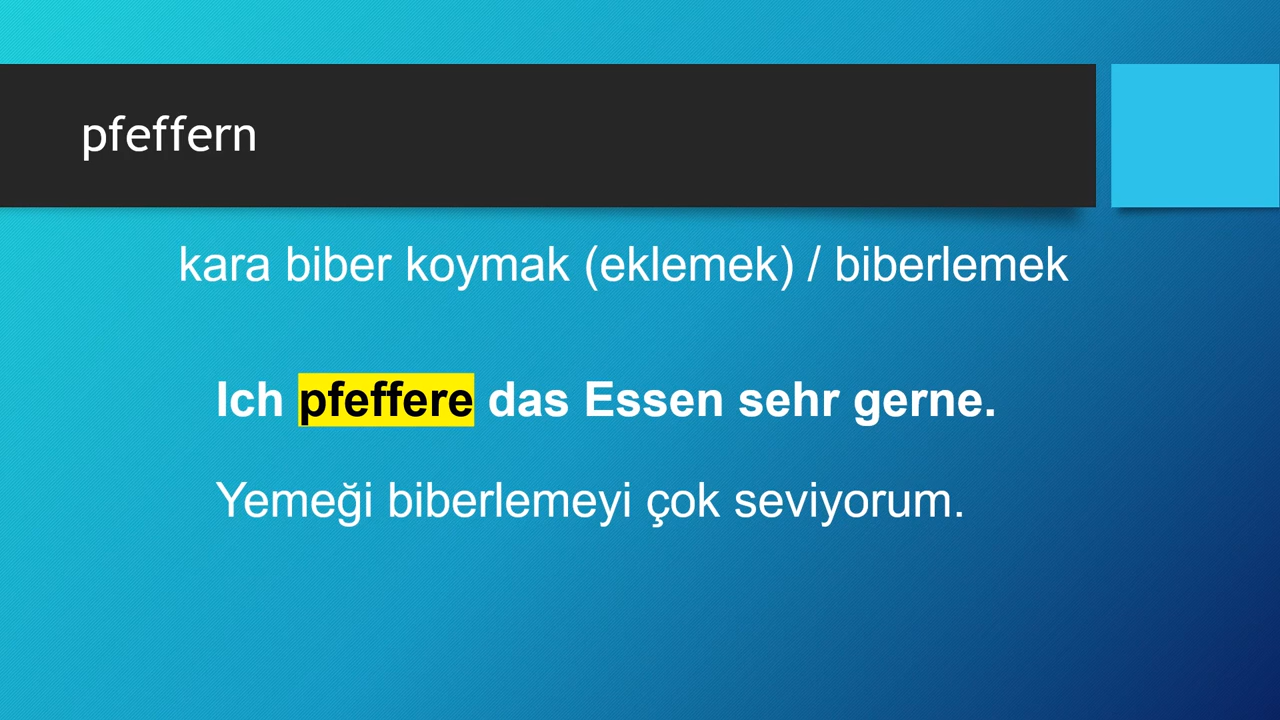 pfeffern
kara biber koymak (eklemek) / biberlemek
Ich pfeffere das Essen sehr gerne.
Yemeği biberlemeyi çok seviyorum.